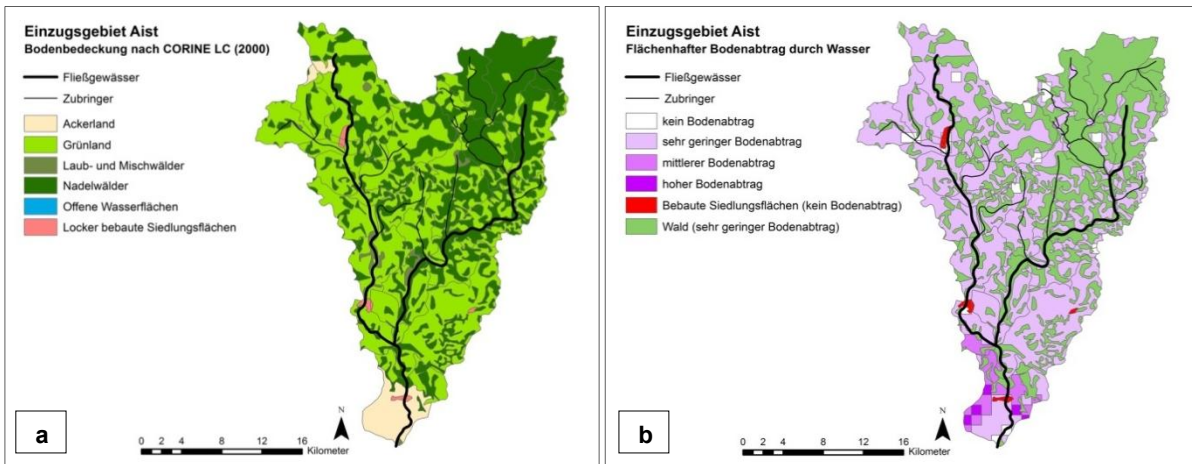 Einzugsgebiet Aist
Bodenbedeckung nach CORINE LC (2000)
Fließgewässer
Zubringer
Ackerland
Grünland
Laub- und Mischwälder
Nadelwälder
Offene Wasserflächen
Locker bebaute Siedlungsflächen
a
N
0 2 4 8 12 16
Kilometer
Einzugsgebiet Aist
Flächenhafter Bodenabtrag durch Wasser
Fließgewässer
Zubringer
kein Bodenabtrag
sehr geringer Bodenabtrag
mittlerer Bodenabtrag
hoher Bodenabtrag
Bebaute Siedlungsflächen (kein Bodenabtrag)
Wald (sehr geringer Bodenabtrag)
b
N
0 2 4 8 12 16
Kilometer